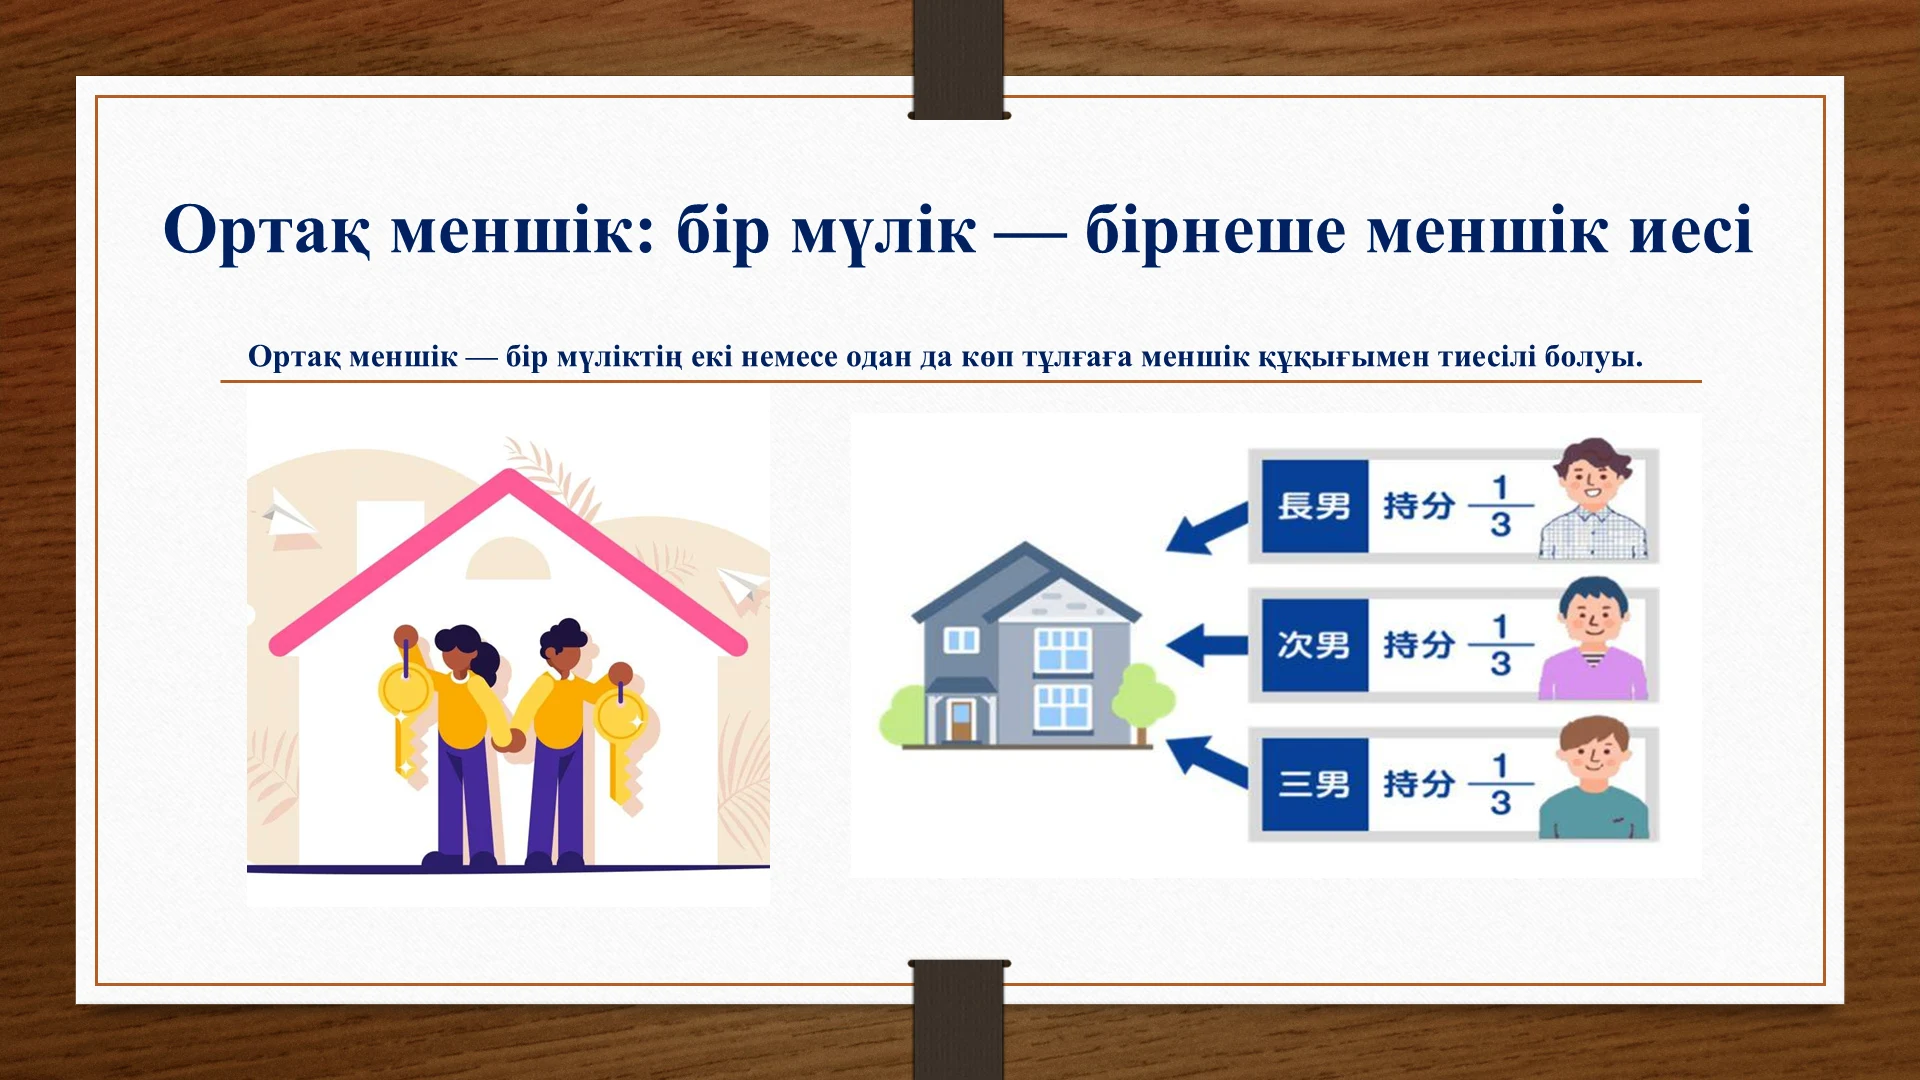 Ортақ меншік: бір мүлік — бірнеше меншік иесі
Ортақ меншік — бір мүліктің екі немесе одан да көп тұлғаға меншік құқығымен тиесілі болуы.
長男 持分 1/3
次男 持分 1/3
三男 持分 1/3